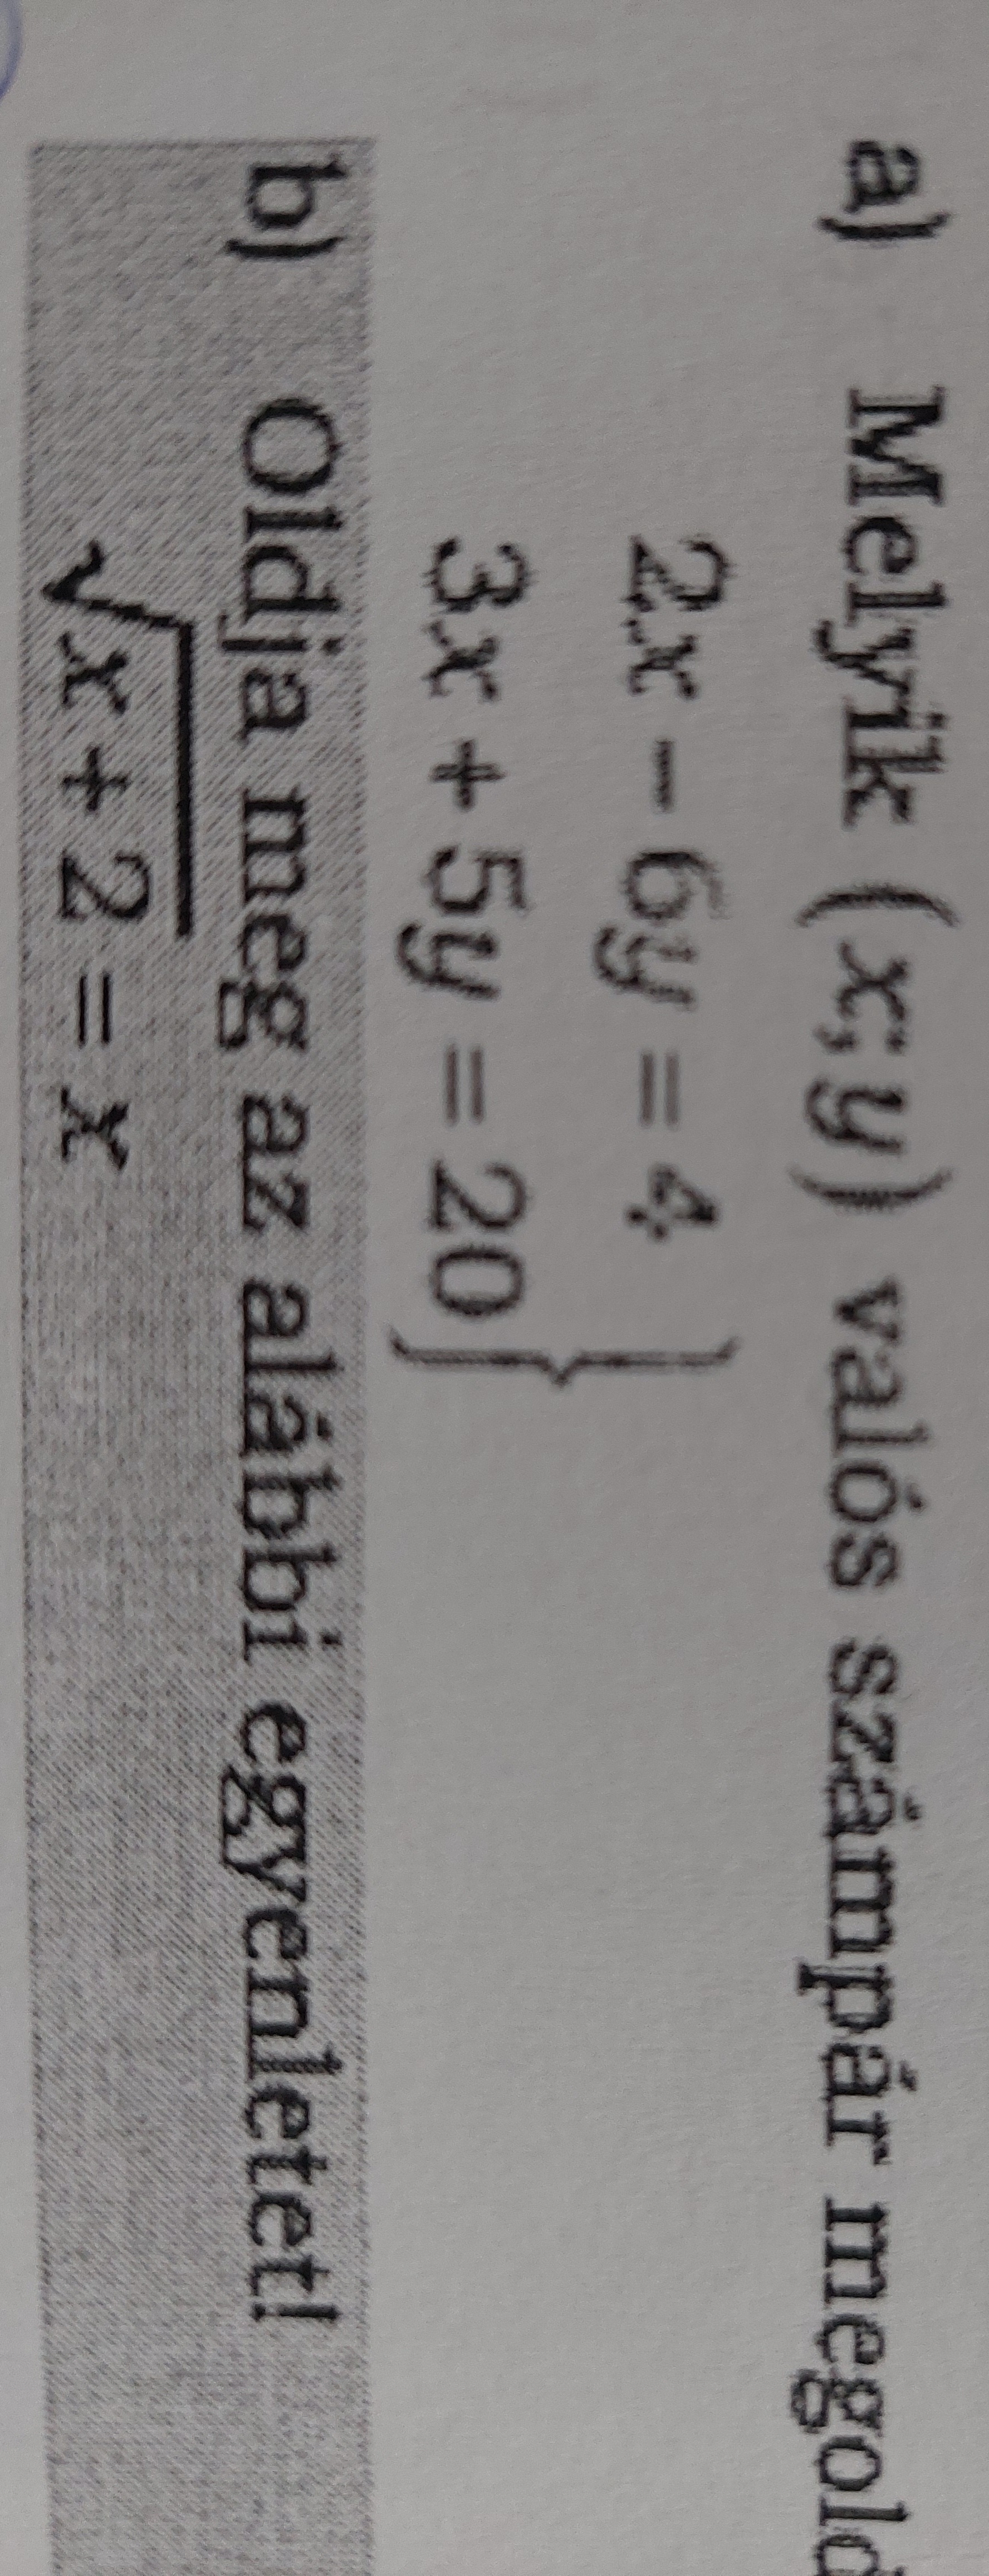 a) Melyik (x; y) valós számpár megold
2x − 6y = 4
3x + 5y = 20}
b) Oldja meg az alábbi egyenletet!
√x + 2 = x